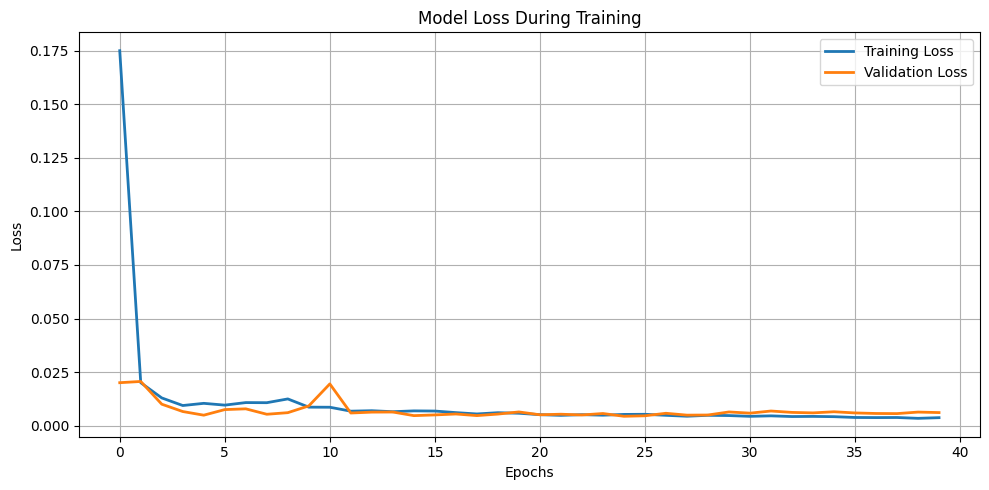 Model Loss During Training
Training Loss
Validation Loss
0.175
0.150
0.125
0.100
0.075
0.050
0.025
0.000
Loss
0 5 10 15 20 25 30 35 40
Epochs